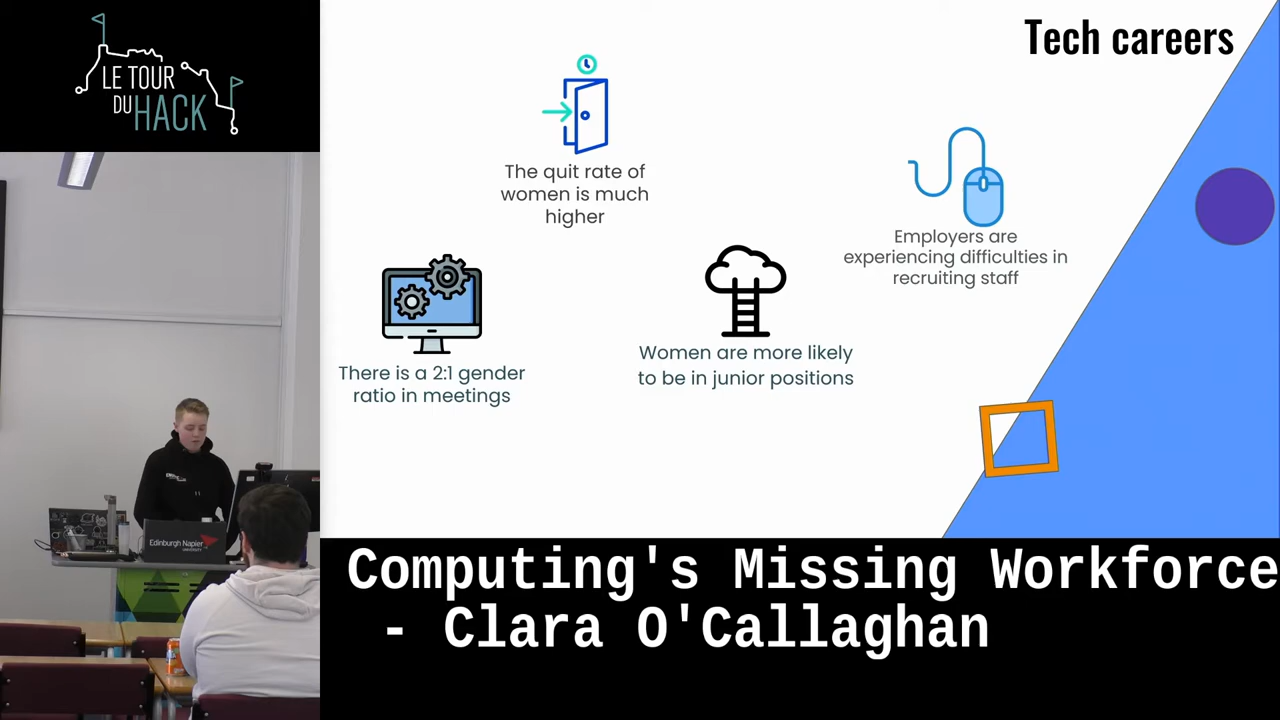 LE TOUR
DU HACK
Tech careers
The quit rate of
women is much
higher
Employers are
experiencing difficulties in
recruiting staff
There is a 2:1 gender
ratio in meetings
Women are more likely
to be in junior positions
Edinburgh Napier
UNIVERSITY
Computing's Missing Workforce
- Clara O'Callaghan